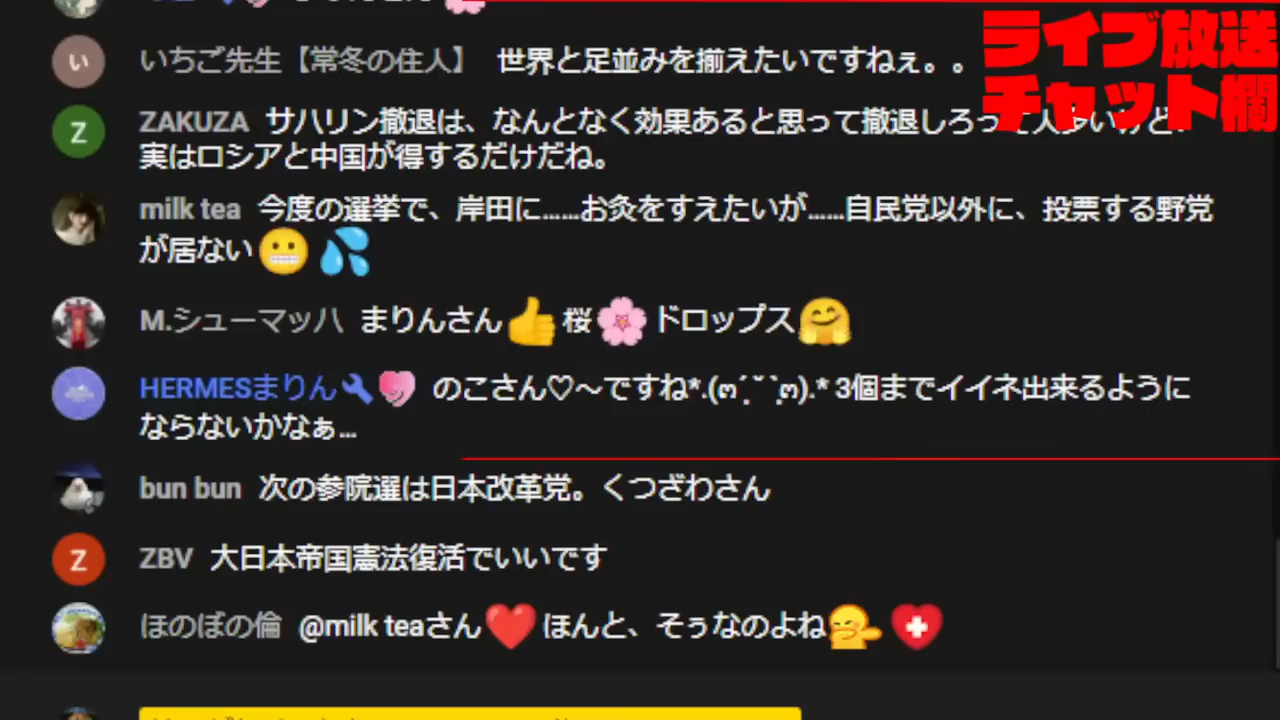 ライブ放送
チャット欄
い いちご先生【常冬の住人】 世界と足並みを揃えたいですねぇ。。
Z ZAKUZA サハリン撤退は、なんとなく効果あると思って撤退しろって人多いけど、
実はロシアと中国が得するだけだね。
milk tea 今度の選挙で、岸田に……お灸をすえたいが……自民党以外に、投票する野党
が居ない😬💦
M.シューマッハ まりんさん👍桜🌸ドロップス🤗
HERMESまりん🔧 のこさん♡〜ですね*.(๓´͈ ˘ `͈๓).* 3個までイイネ出来るように
ならないかなぁ…
bun bun 次の参院選は日本改革党。くつざわさん
Z ZBV 大日本帝国憲法復活でいいです
ほのぼの倫 @milk teaさん❤️ほんと、そぅなのよね